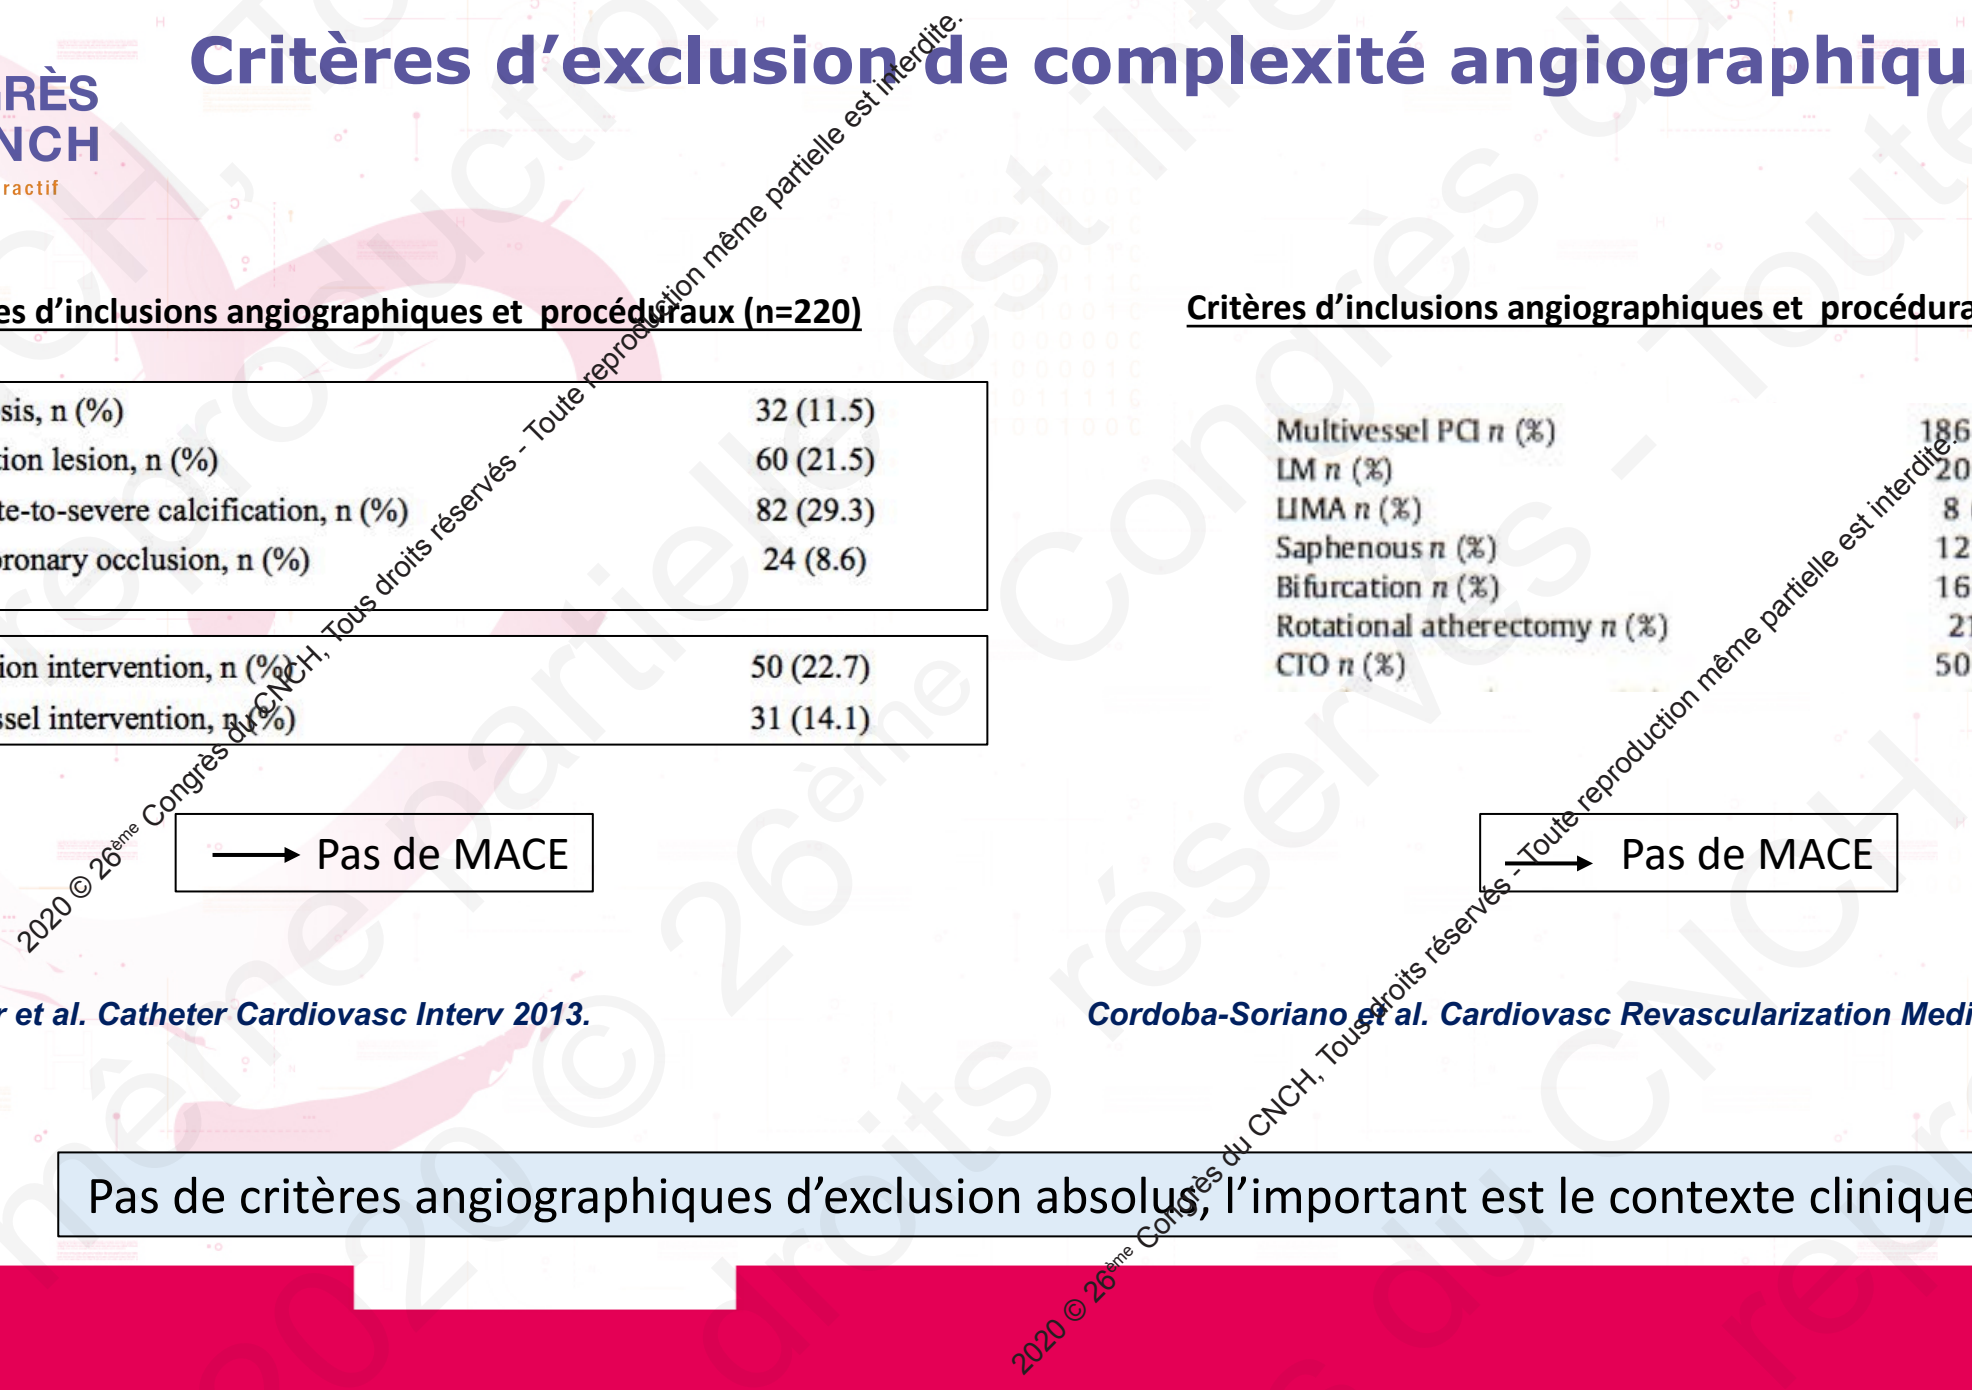 Critères d’exclusion de complexité angiographiqu
GRÈS
NCH
ractif
es d’inclusions angiographiques et procéduraux (n=220)
sis, n (%) 32 (11.5)
tion lesion, n (%) 60 (21.5)
te-to-severe calcification, n (%) 82 (29.3)
oronary occlusion, n (%) 24 (8.6)
ion intervention, n (%) 50 (22.7)
ssel intervention, n (%) 31 (14.1)
Pas de MACE
r et al. Catheter Cardiovasc Interv 2013.
Critères d’inclusions angiographiques et procédura
Multivessel PCI n (%) 186
LM n (%) 20
LIMA n (%) 8
Saphenous n (%) 12
Bifurcation n (%) 16
Rotational atherectomy n (%) 21
CTO n (%) 50
Pas de MACE
Cordoba-Soriano et al. Cardiovasc Revascularization Medi
Pas de critères angiographiques d’exclusion absolus, l’important est le contexte clinique
2020 © 26ème Congrès du CNCH, Tous droits réservés - Toute reproduction même partielle est interdite.
2020 © 26ème Congrès du CNCH, Tous droits réservés - Toute reproduction même partielle est interdite.